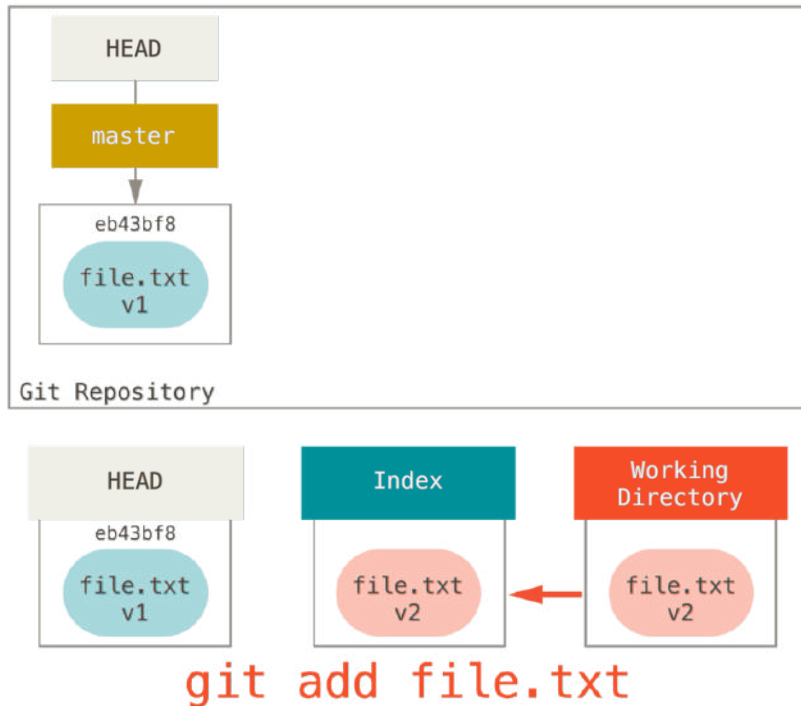 HEAD
master
eb43bf8
file.txt
v1
Git Repository
HEAD
Index
Working
Directory
eb43bf8
file.txt
v1
file.txt
v2
file.txt
v2
git add file.txt